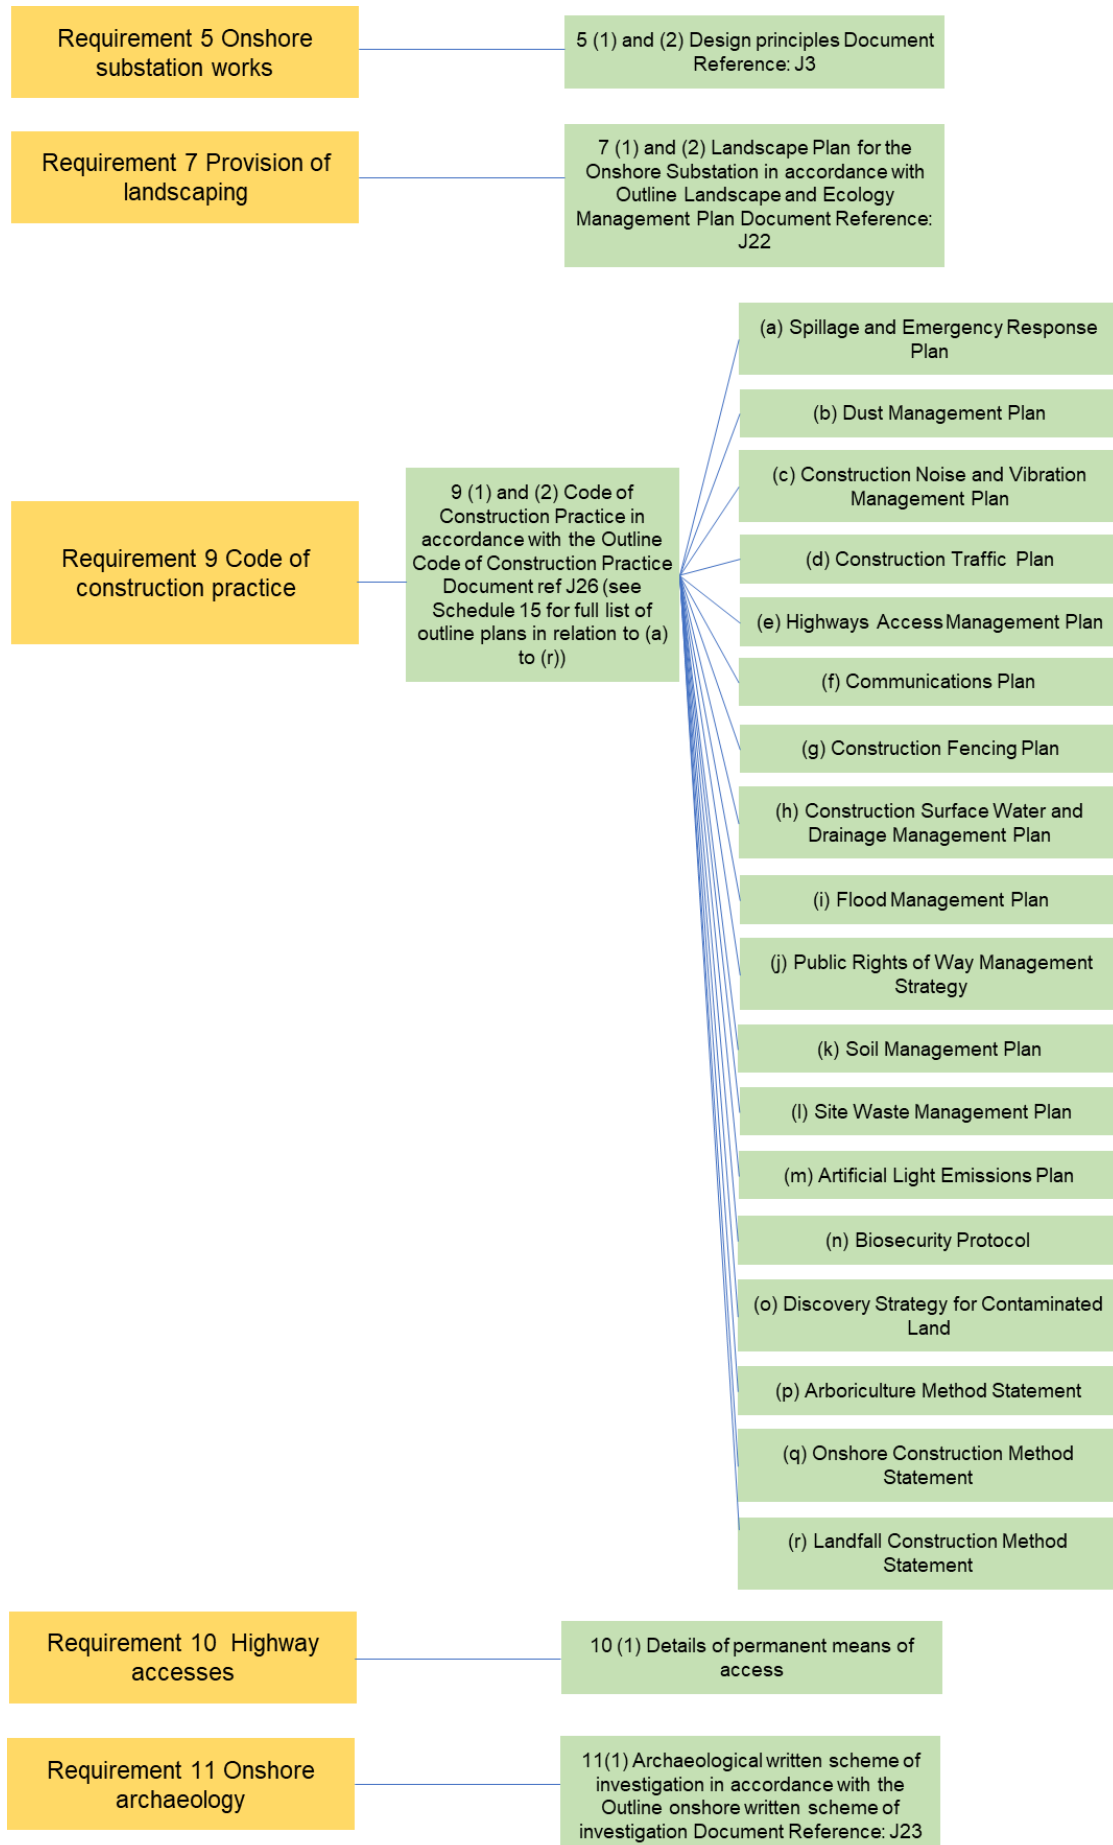 Requirement 5 Onshore
substation works
5 (1) and (2) Design principles Document
Reference: J3
Requirement 7 Provision of
landscaping
7 (1) and (2) Landscape Plan for the
Onshore Substation in accordance with
Outline Landscape and Ecology
Management Plan Document Reference:
J22
Requirement 9 Code of
construction practice
9 (1) and (2) Code of
Construction Practice in
accordance with the Outline
Code of Construction Practice
Document ref J26 (see
Schedule 15 for full list of
outline plans in relation to (a)
to (r))
(a) Spillage and Emergency Response
Plan
(b) Dust Management Plan
(c) Construction Noise and Vibration
Management Plan
(d) Construction Traffic Plan
(e) Highways Access Management Plan
(f) Communications Plan
(g) Construction Fencing Plan
(h) Construction Surface Water and
Drainage Management Plan
(i) Flood Management Plan
(j) Public Rights of Way Management
Strategy
(k) Soil Management Plan
(l) Site Waste Management Plan
(m) Artificial Light Emissions Plan
(n) Biosecurity Protocol
(o) Discovery Strategy for Contaminated
Land
(p) Arboriculture Method Statement
(q) Onshore Construction Method
Statement
(r) Landfall Construction Method
Statement
Requirement 10 Highway
accesses
10 (1) Details of permanent means of
access
Requirement 11 Onshore
archaeology
11(1) Archaeological written scheme of
investigation in accordance with the
Outline onshore written scheme of
investigation Document Reference: J23